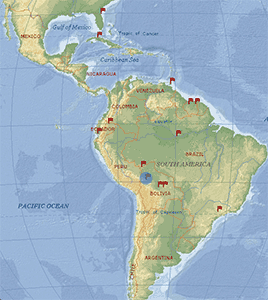 Gulf of Mexico
MEXICO
Tropic of Cancer
Caribbean Sea
NICARAGUA
VENEZUELA
COLOMBIA
ECUADOR
BRAZIL
PERU
SOUTH AMERICA
BOLIVIA
PACIFIC OCEAN
Tropic of Capricorn
ARGENTINA
CHILE